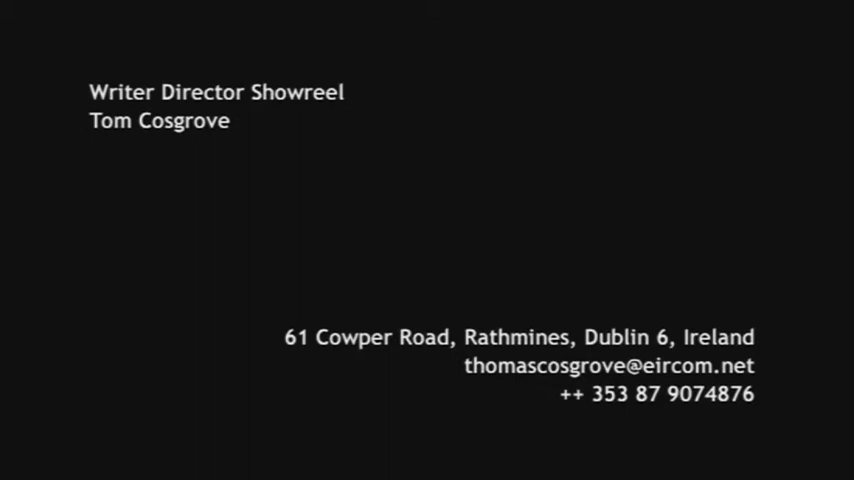 Writer Director Showreel
Tom Cosgrove
61 Cowper Road, Rathmines, Dublin 6, Ireland
thomascosgrove@eircom.net
++ 353 87 9074876